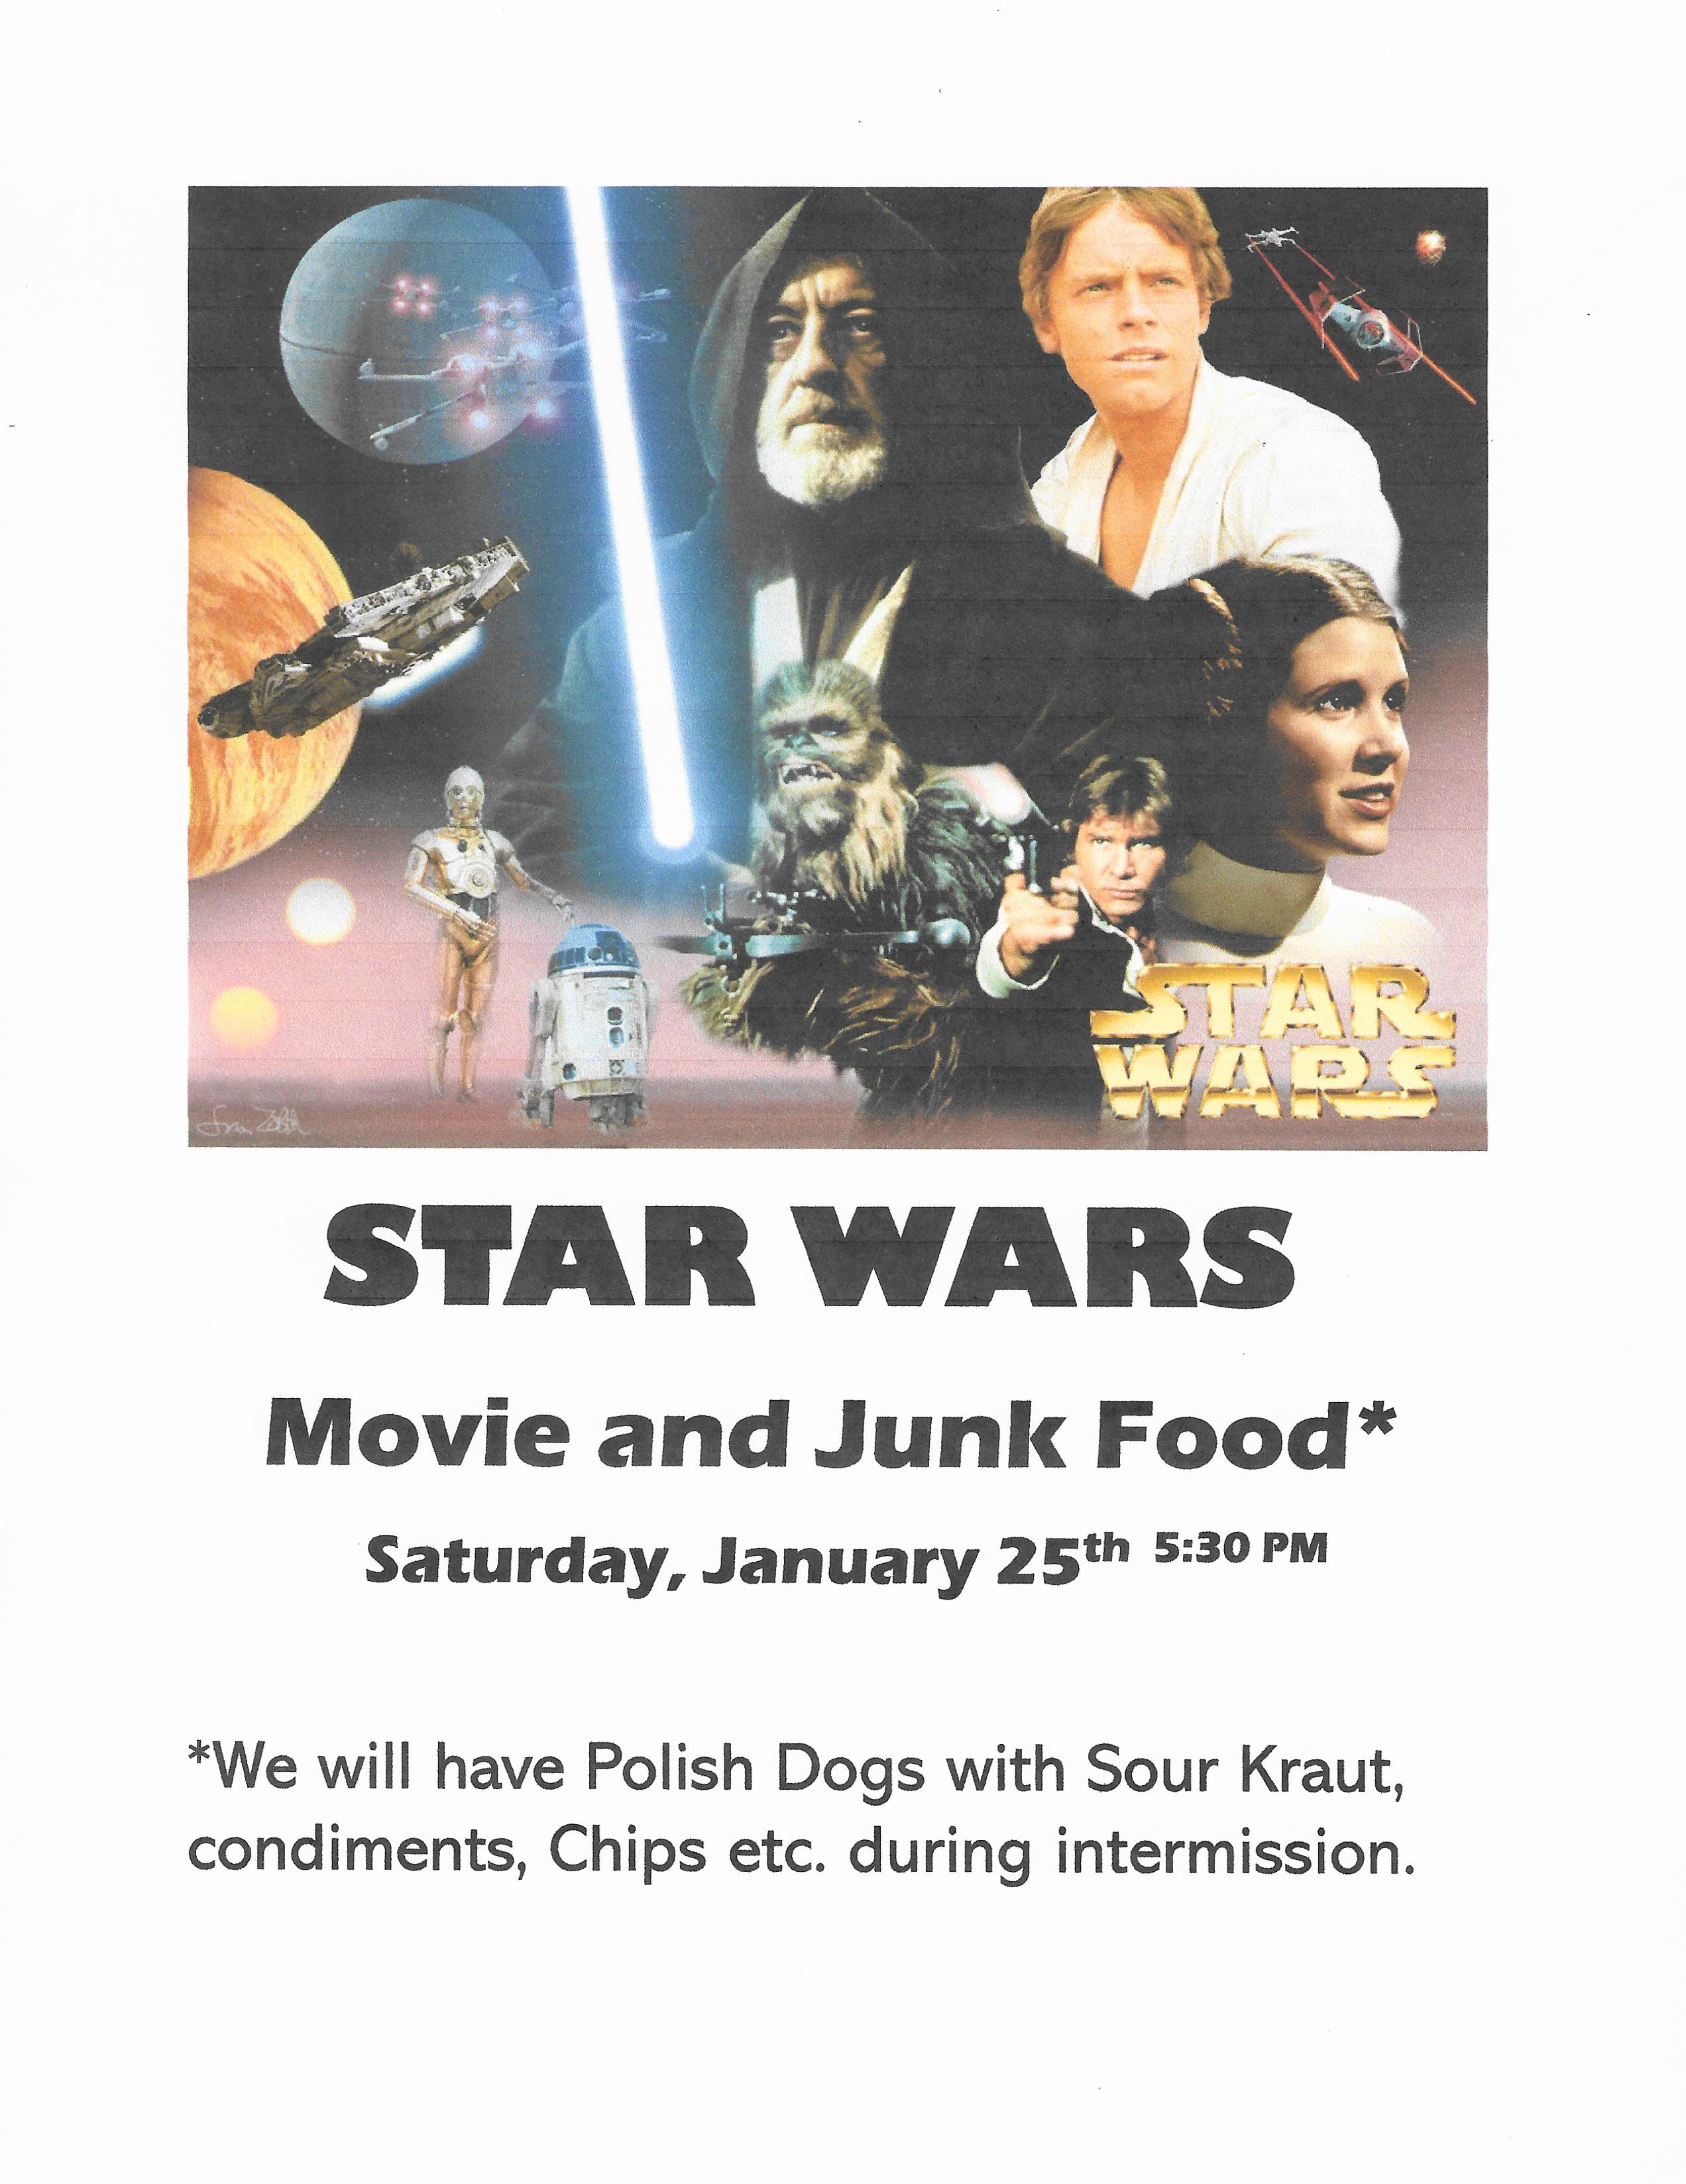 STAR
WARS
STAR WARS
Movie and Junk Food*
Saturday, January 25th 5:30 PM
*We will have Polish Dogs with Sour Kraut,
condiments, Chips etc. during intermission.